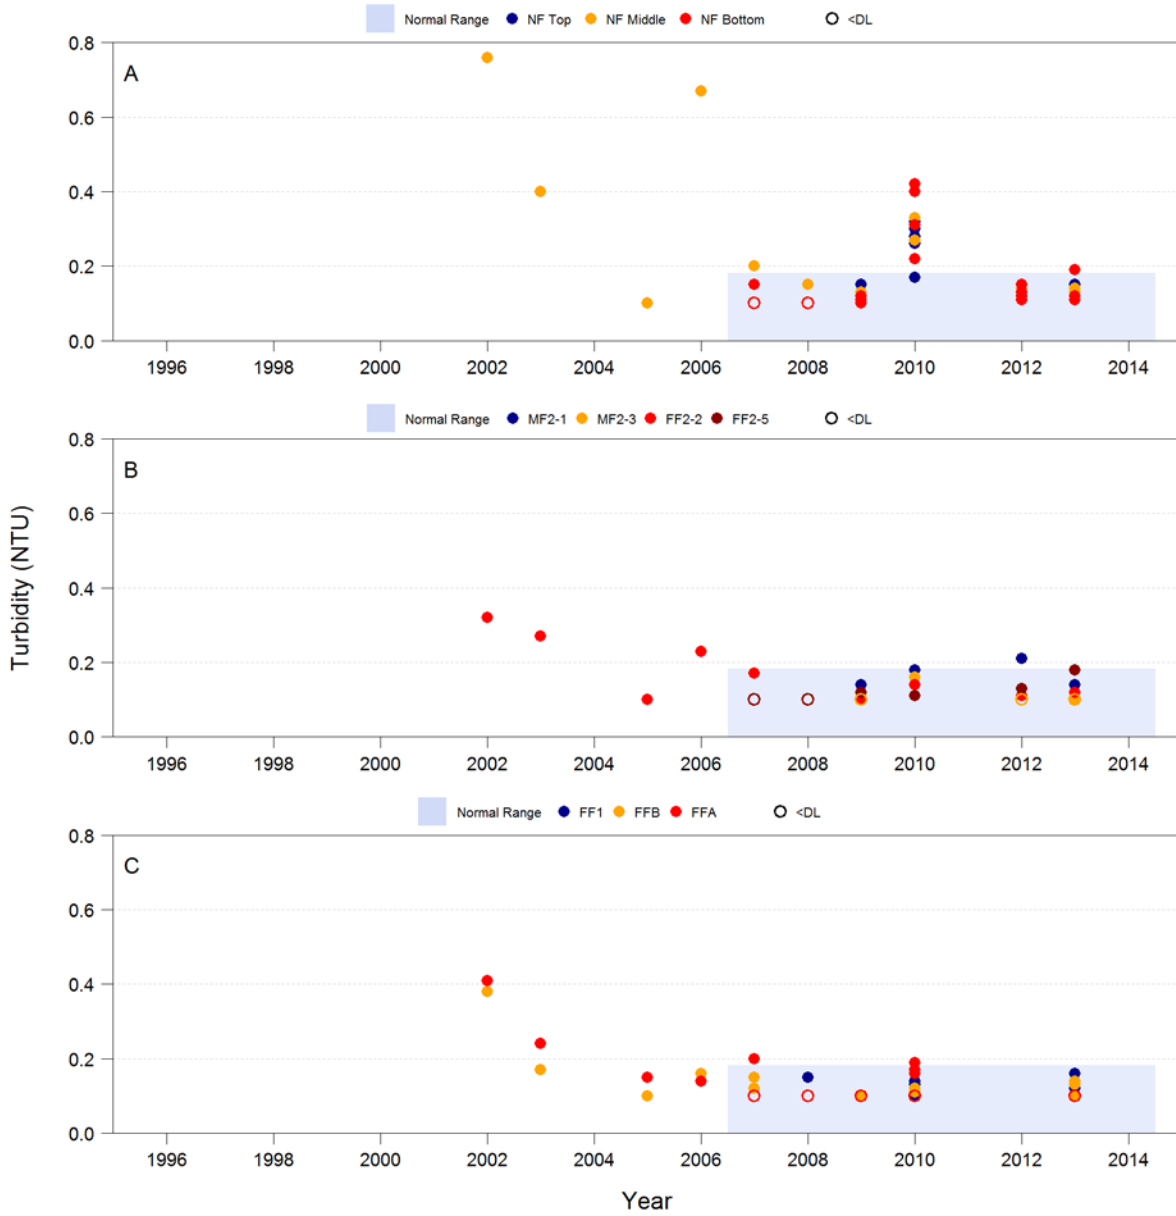 Normal Range NF Top NF Middle NF Bottom <DL
A
0.8
0.6
0.4
0.2
0.0
1996 1998 2000 2002 2004 2006 2008 2010 2012 2014
Normal Range MF2-1 MF2-3 FF2-2 FF2-5 <DL
B
0.8
0.6
0.4
0.2
0.0
Turbidity (NTU)
1996 1998 2000 2002 2004 2006 2008 2010 2012 2014
Normal Range FF1 FFB FFA <DL
C
0.8
0.6
0.4
0.2
0.0
1996 1998 2000 2002 2004 2006 2008 2010 2012 2014
Year